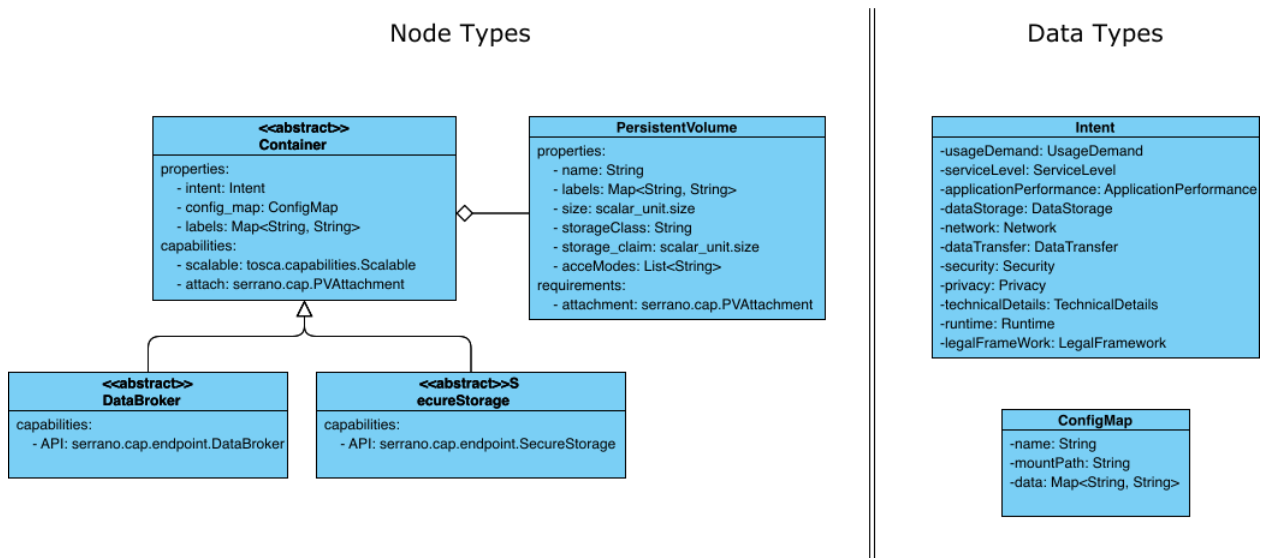 Node Types
Data Types
<<abstract>>
Container
properties:
- intent: Intent
- config_map: ConfigMap
- labels: Map<String, String>
capabilities:
- scalable: tosca.capabilities.Scalable
- attach: serrano.cap.PVAttachment
PersistentVolume
properties:
- name: String
- labels: Map<String, String>
- size: scalar_unit.size
- storageClass: String
- storage_claim: scalar_unit.size
- acceModes: List<String>
requirements:
- attachment: serrano.cap.PVAttachment
<<abstract>>
DataBroker
capabilities:
- API: serrano.cap.endpoint.DataBroker
<<abstract>>S
ecureStorage
capabilities:
- API: serrano.cap.endpoint.SecureStorage
Intent
-usageDemand: UsageDemand
-serviceLevel: ServiceLevel
-applicationPerformance: ApplicationPerformance
-dataStorage: DataStorage
-network: Network
-dataTransfer: DataTransfer
-security: Security
-privacy: Privacy
-technicalDetails: TechnicalDetails
-runtime: Runtime
-legalFrameWork: LegalFramework
ConfigMap
-name: String
-mountPath: String
-data: Map<String, String>